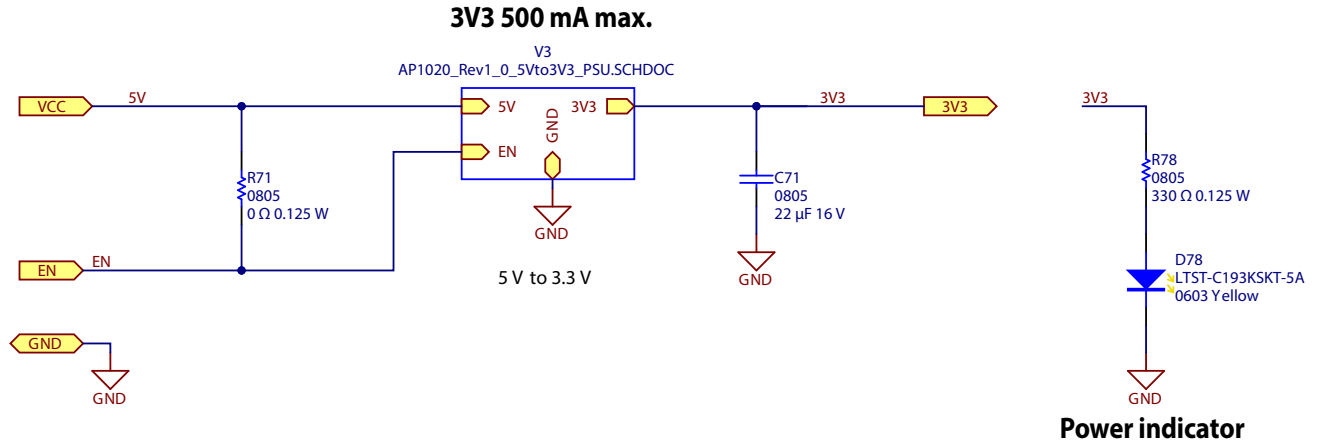 3V3 500 mA max.
V3
AP1020_Rev1_0_5Vto3V3_PSU.SCHDOC
VCC
5V
5V
3V3
GND
EN
GND
3V3
3V3
R71
0805
0 Ω 0.125 W
C71
0805
22 µF 16 V
GND
EN
EN
5 V to 3.3 V
GND
GND
3V3
R78
0805
330 Ω 0.125 W
D78
LTST-C193KSKT-5A
0603 Yellow
GND
Power indicator